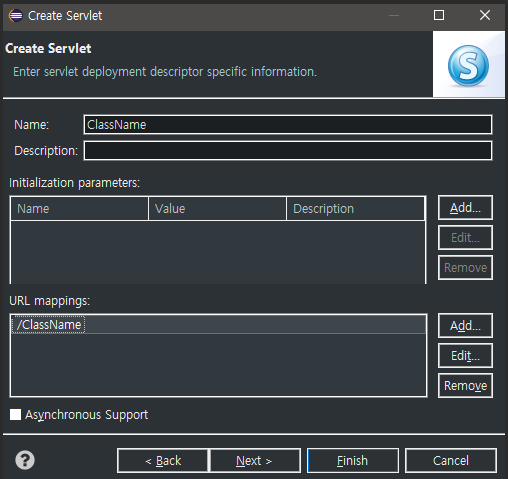 Create Servlet
Create Servlet
Enter servlet deployment descriptor specific information.
S
Name: ClassName
Description:
Initialization parameters:
Name Value Description
Add...
Edit...
Remove
URL mappings:
/ClassName
Add...
Edit...
Remove
Asynchronous Support
? < Back Next > Finish Cancel